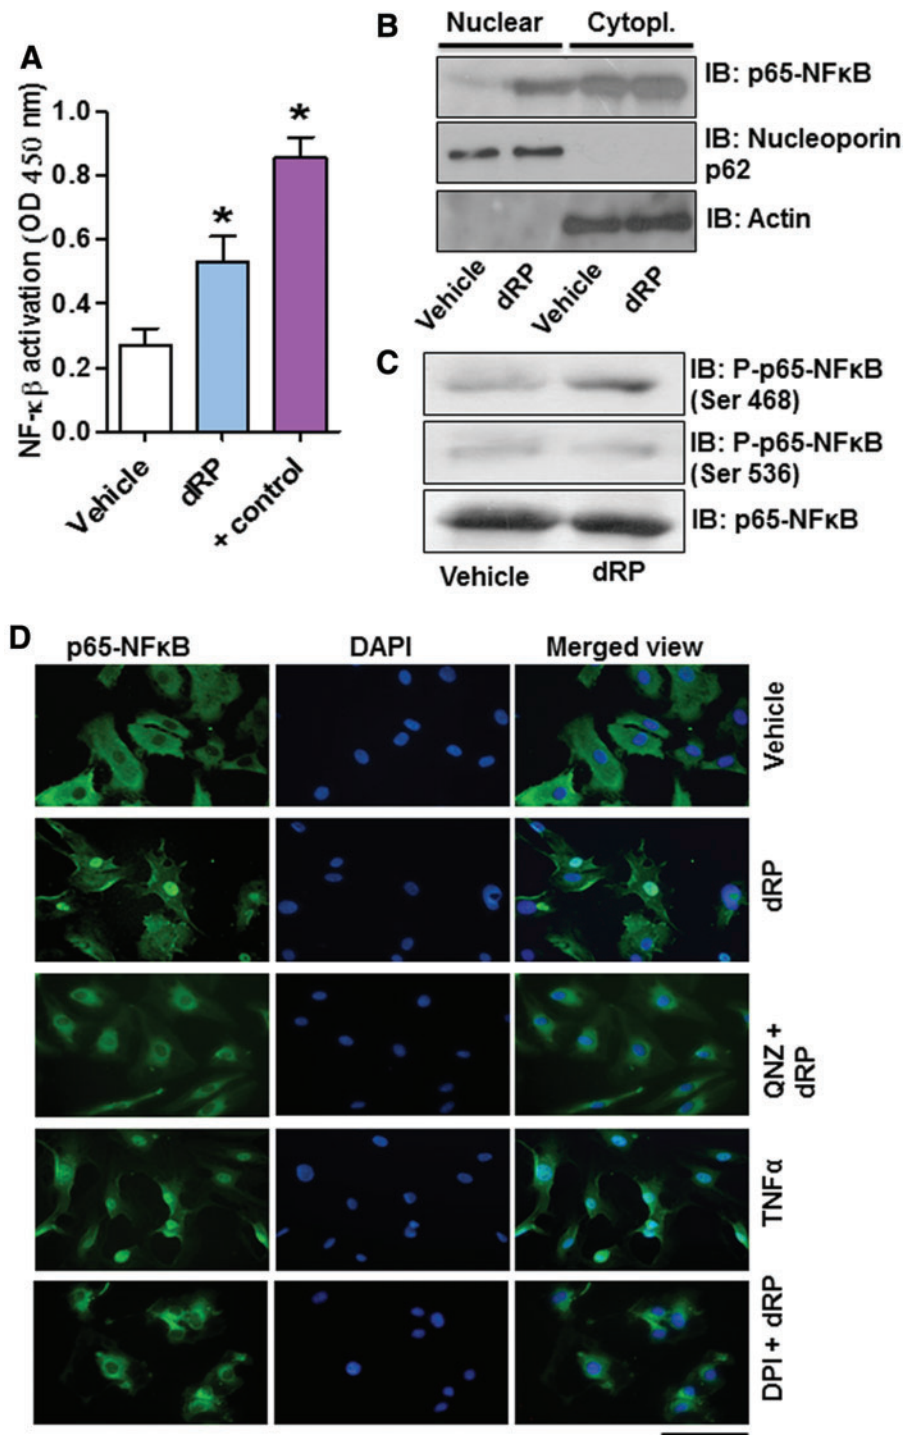 A
NF-κβ activation (OD 450 nm)
1.0
0.8
0.6
0.4
0.2
0.0
*
*
Vehicle
dRP
+ control
B
Nuclear Cytopl.
IB: p65-NFκB
IB: Nucleoporin
p62
IB: Actin
Vehicle
dRP
Vehicle
dRP
C
IB: P-p65-NFκB
(Ser 468)
IB: P-p65-NFκB
(Ser 536)
IB: p65-NFκB
Vehicle dRP
D
p65-NFκB DAPI Merged view
Vehicle
dRP
QNZ +
dRP
TNFα
DPI + dRP